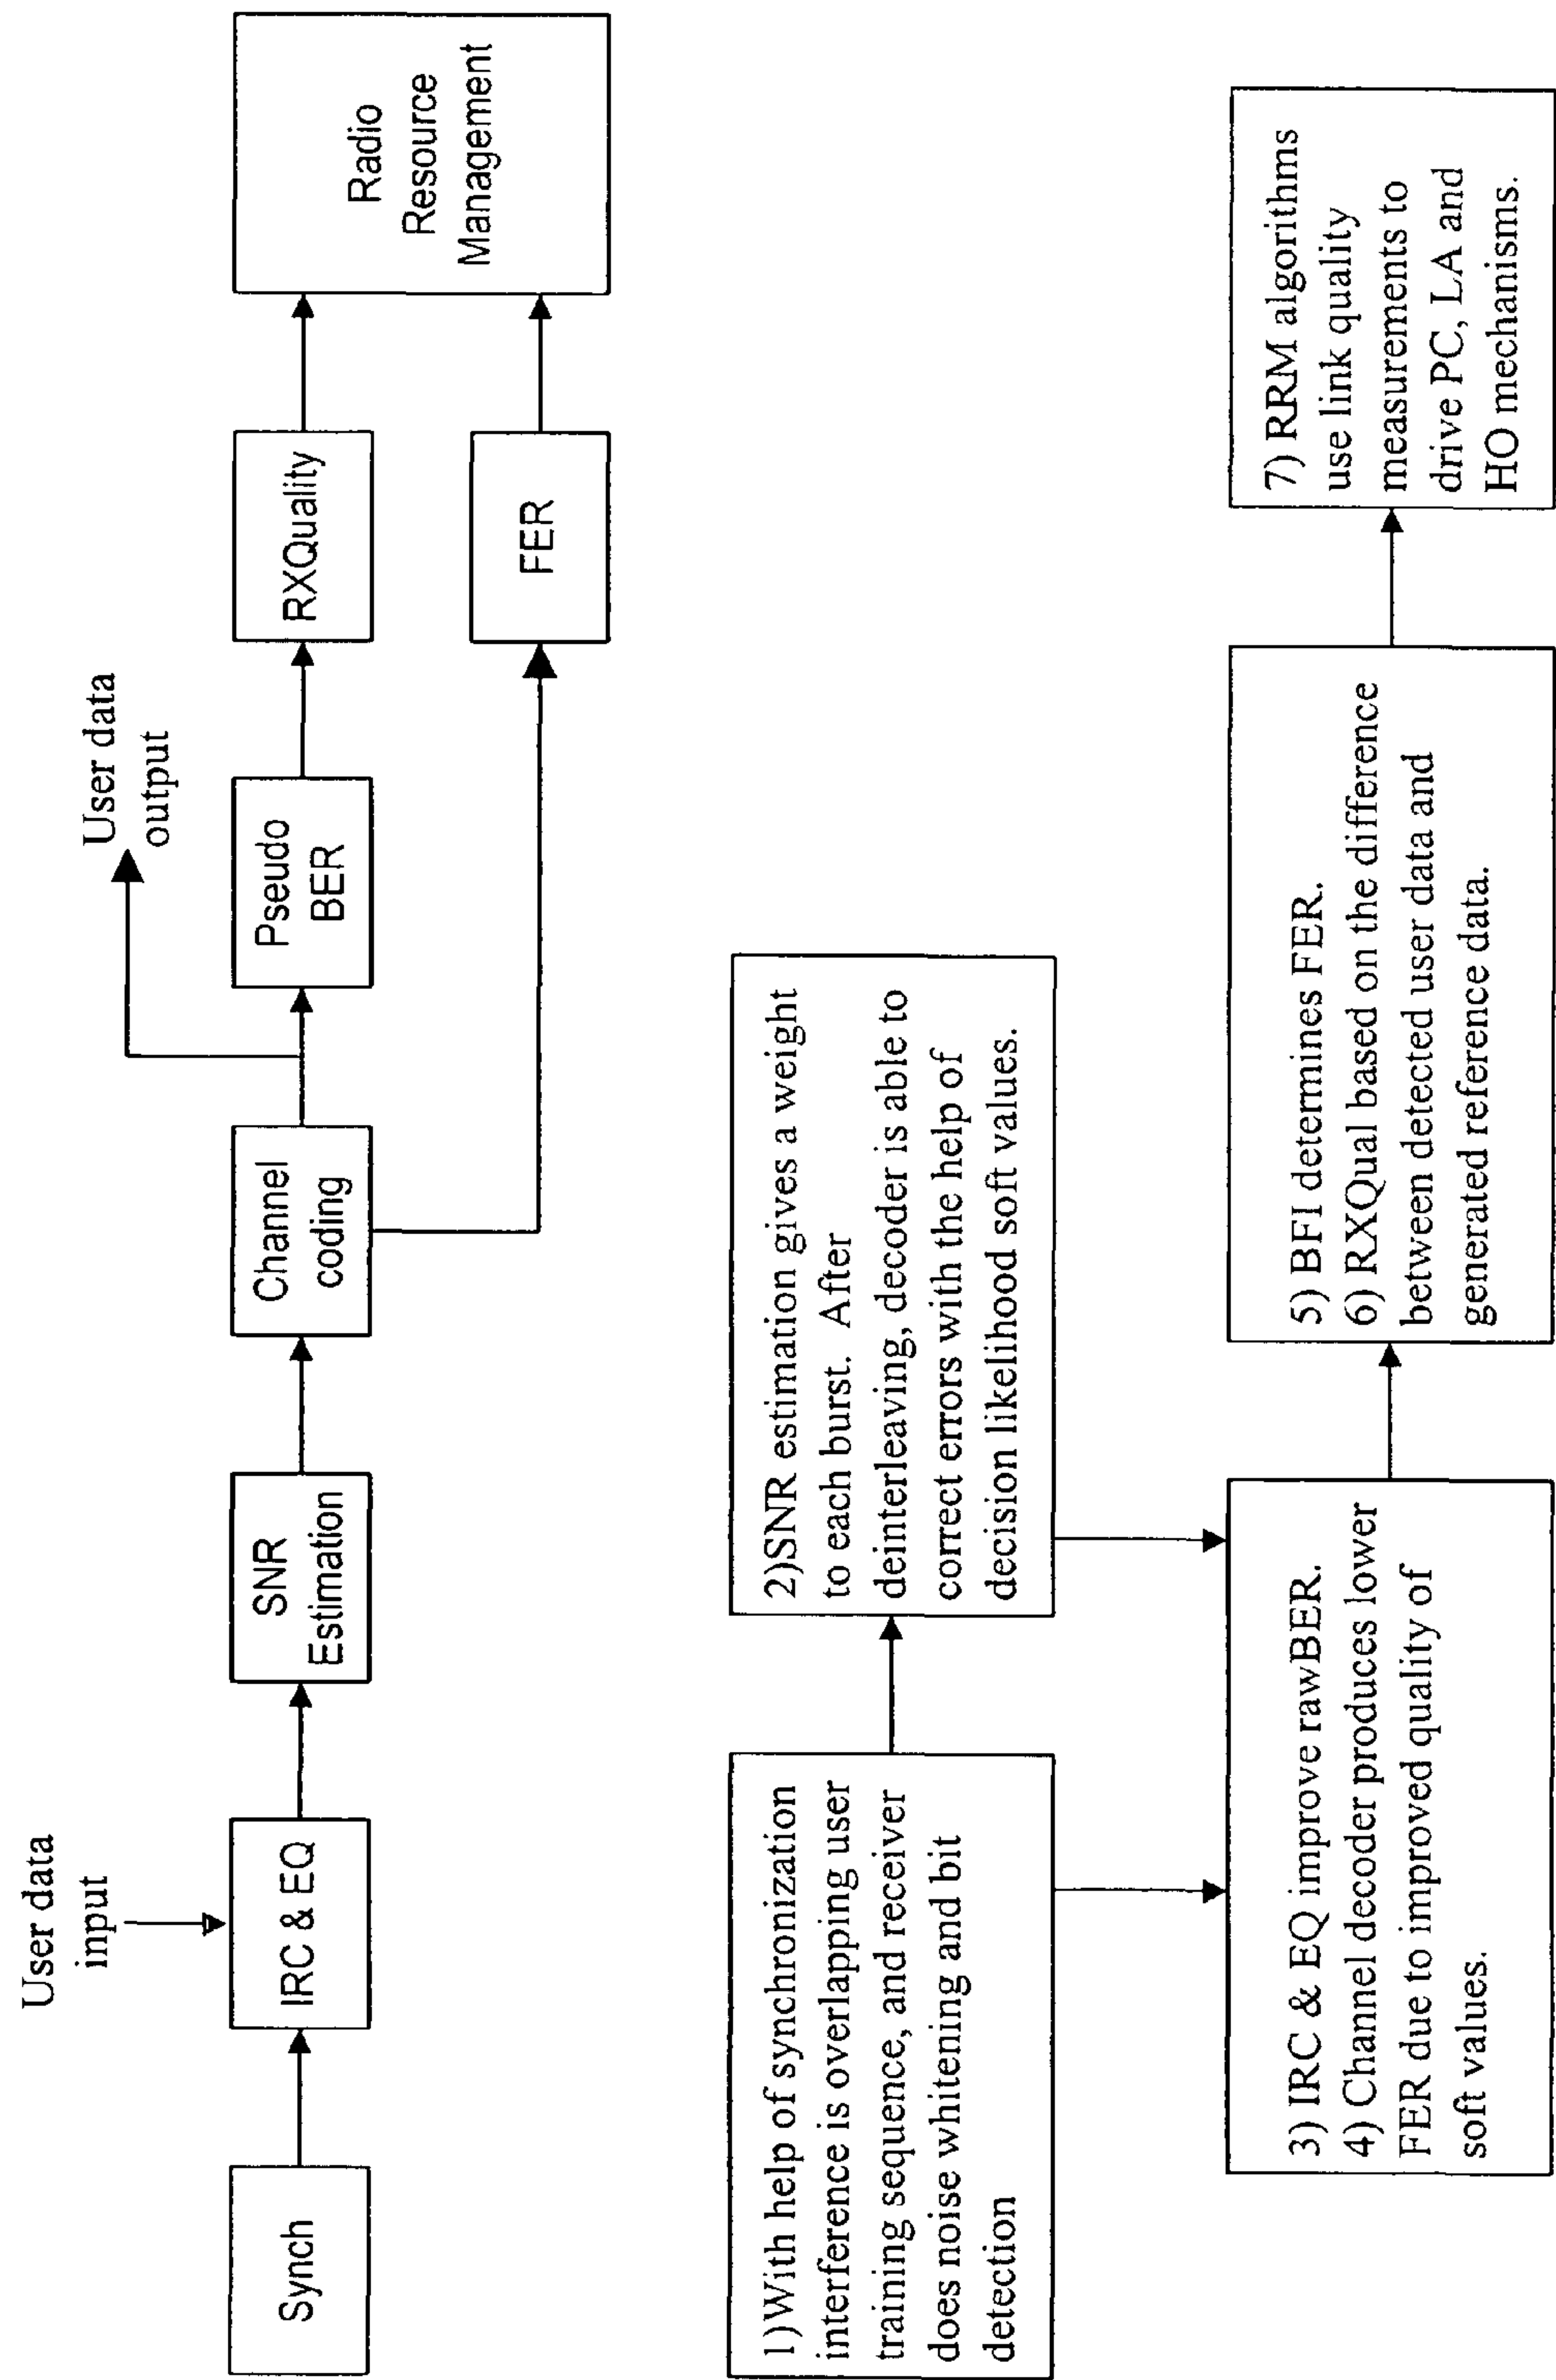 User data
input
User data
output
Synch
IRC & EQ
SNR
Estimation
Channel
coding
Pseudo
BER
RXQuality
FER
Radio
Resource
Management
1)With help of synchronization
interference is overlapping user
training sequence, and receiver
does noise whitening and bit
detection
2)SNR estimation gives a weight
to each burst. After
deinterleaving, decoder is able to
correct errors with the help of
decision likelihood soft values.
3) IRC & EQ improve rawBER.
4) Channel decoder produces lower
FER due to improved quality of
soft values.
5) BFI determines FER.
6) RXQual based on the difference
between detected user data and
generated reference data.
7) RRM algorithms
use link quality
measurements to
drive PC, LA and
HO mechanisms.